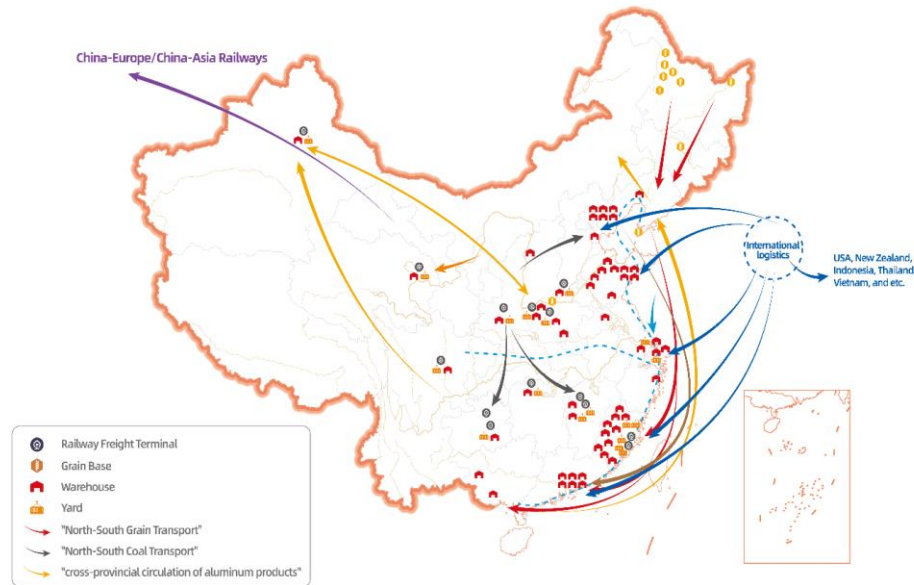 China-Europe/China-Asia Railways
International
logistics
USA, New Zealand,
Indonesia, Thailand
Vietnam, and etc.
Railway Freight Terminal
Grain Base
Warehouse
Yard
"North-South Grain Transport"
"North-South Coal Transport"
"cross-provincial circulation of aluminum products"